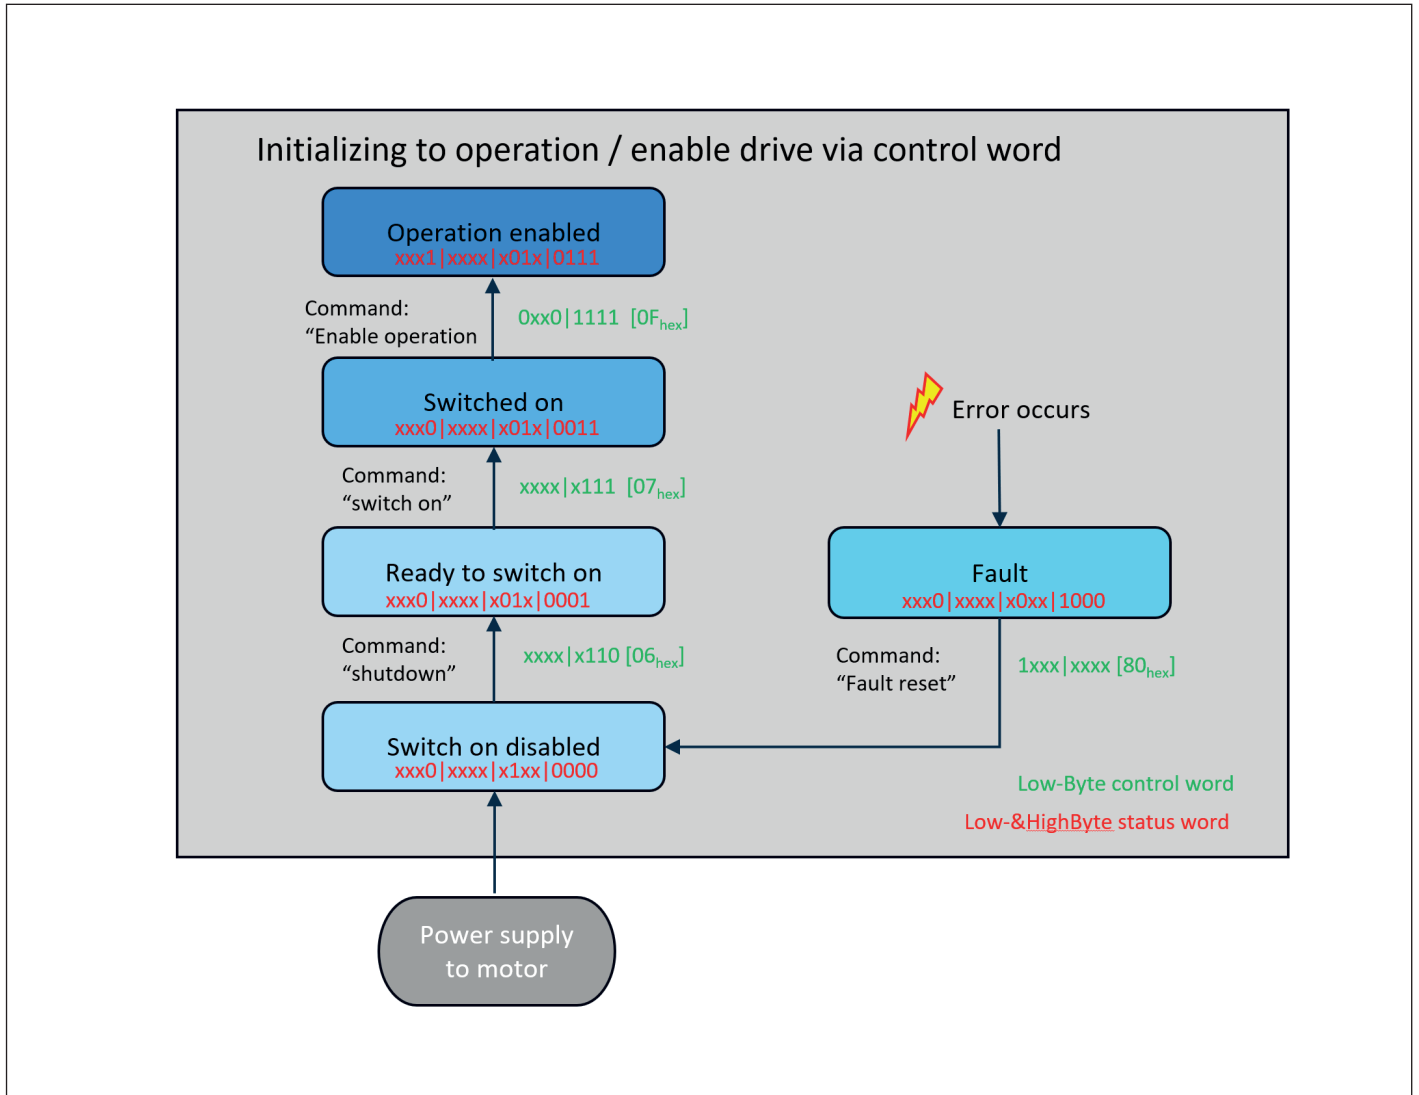 Initializing to operation / enable drive via control word
Operation enabled
xxx1|xxxx|x01x|0111
Command:
“Enable operation
0xx0|1111 [0Fhex]
Switched on
xxx0|xxxx|x01x|0011
Command:
“switch on”
xxxx|x111 [07hex]
Ready to switch on
xxx0|xxxx|x01x|0001
Command:
“shutdown”
xxxx|x110 [06hex]
Switch on disabled
xxx0|xxxx|x1xx|0000
Power supply
to motor
Error occurs
Fault
xxx0|xxxx|x0xx|1000
Command:
“Fault reset”
1xxx|xxxx [80hex]
Low-Byte control word
Low-&HighByte status word